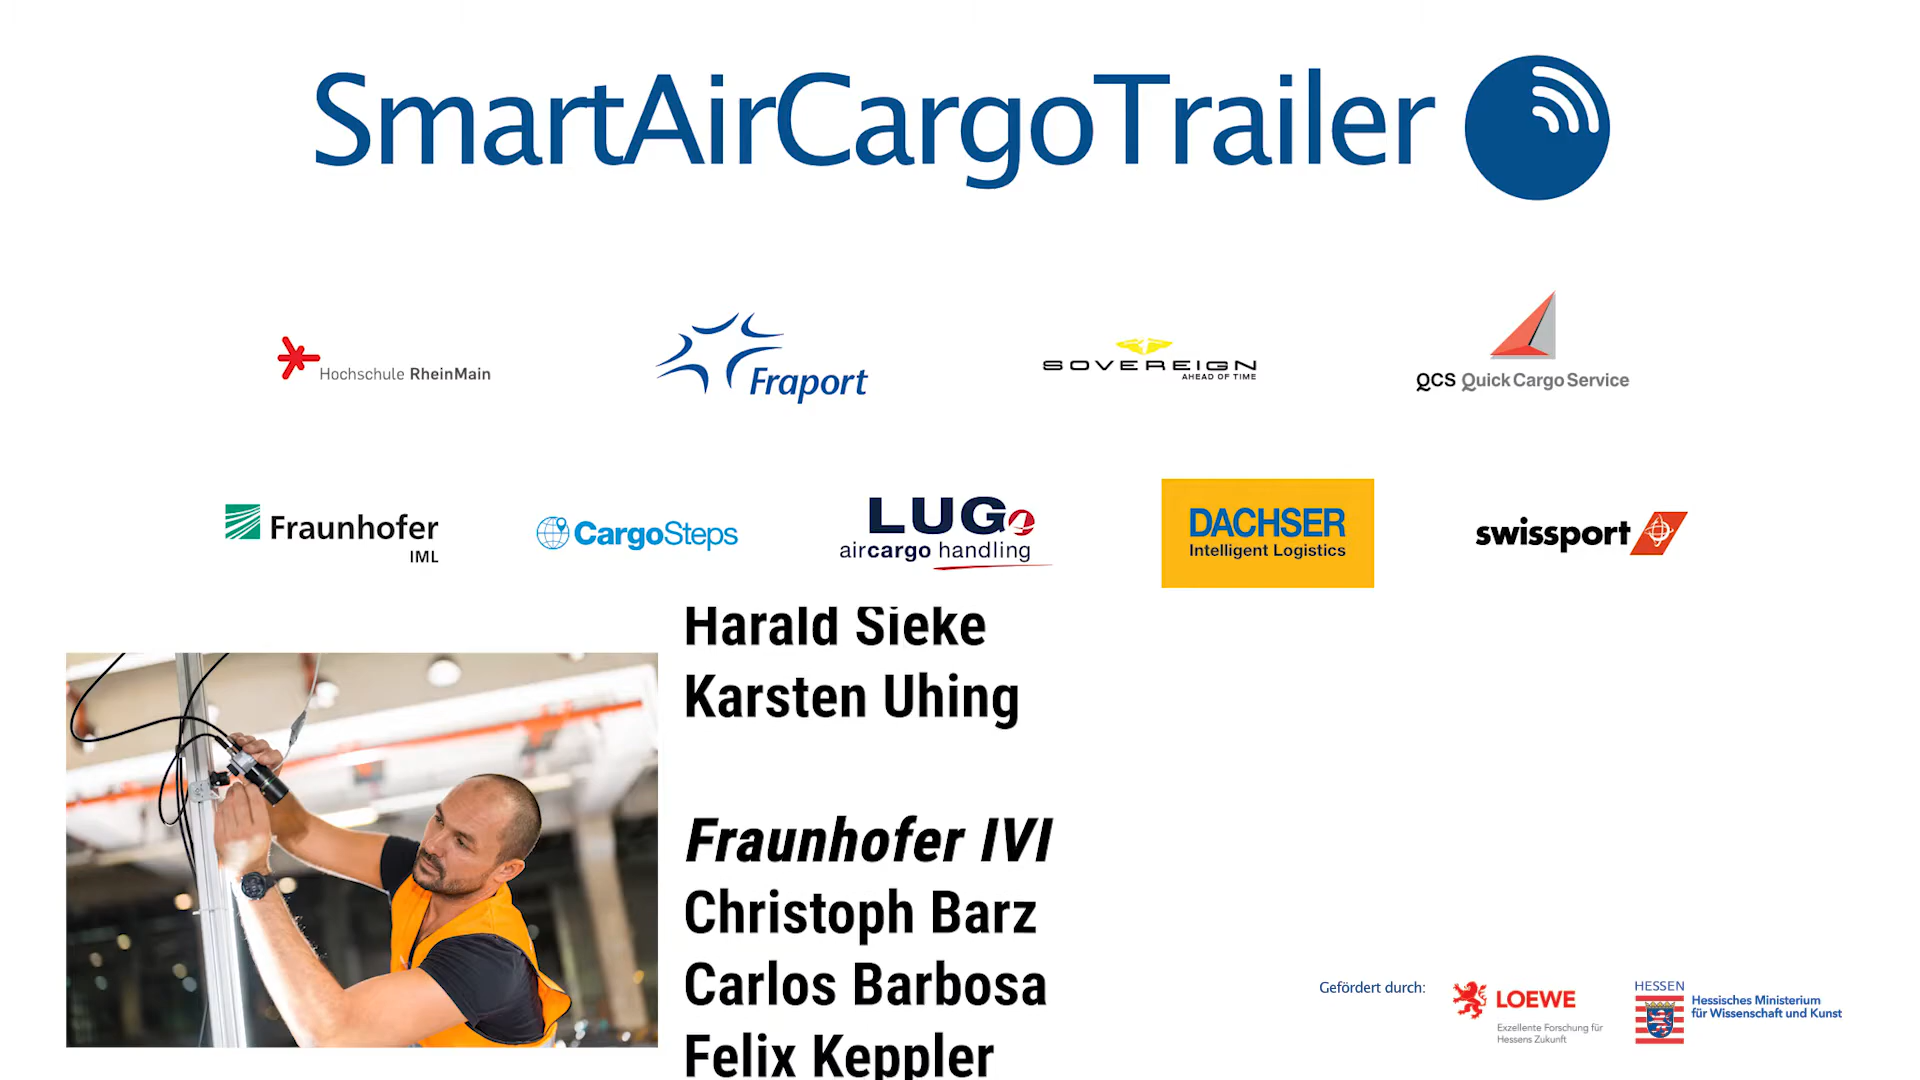 SmartAirCargoTrailer
Hochschule RheinMain
Fraport
SOVEREIGN
AHEAD OF TIME
QCS Quick Cargo Service
Fraunhofer
IML
CargoSteps
LUG
aircargo handling
DACHSER
Intelligent Logistics
swissport
Harald Sieke
Karsten Uhing
Fraunhofer IVI
Christoph Barz
Carlos Barbosa
Felix Keppler
Gefördert durch:
LOEWE
Exzellente Forschung für
Hessens Zukunft
HESSEN
Hessisches Ministerium
für Wissenschaft und Kunst